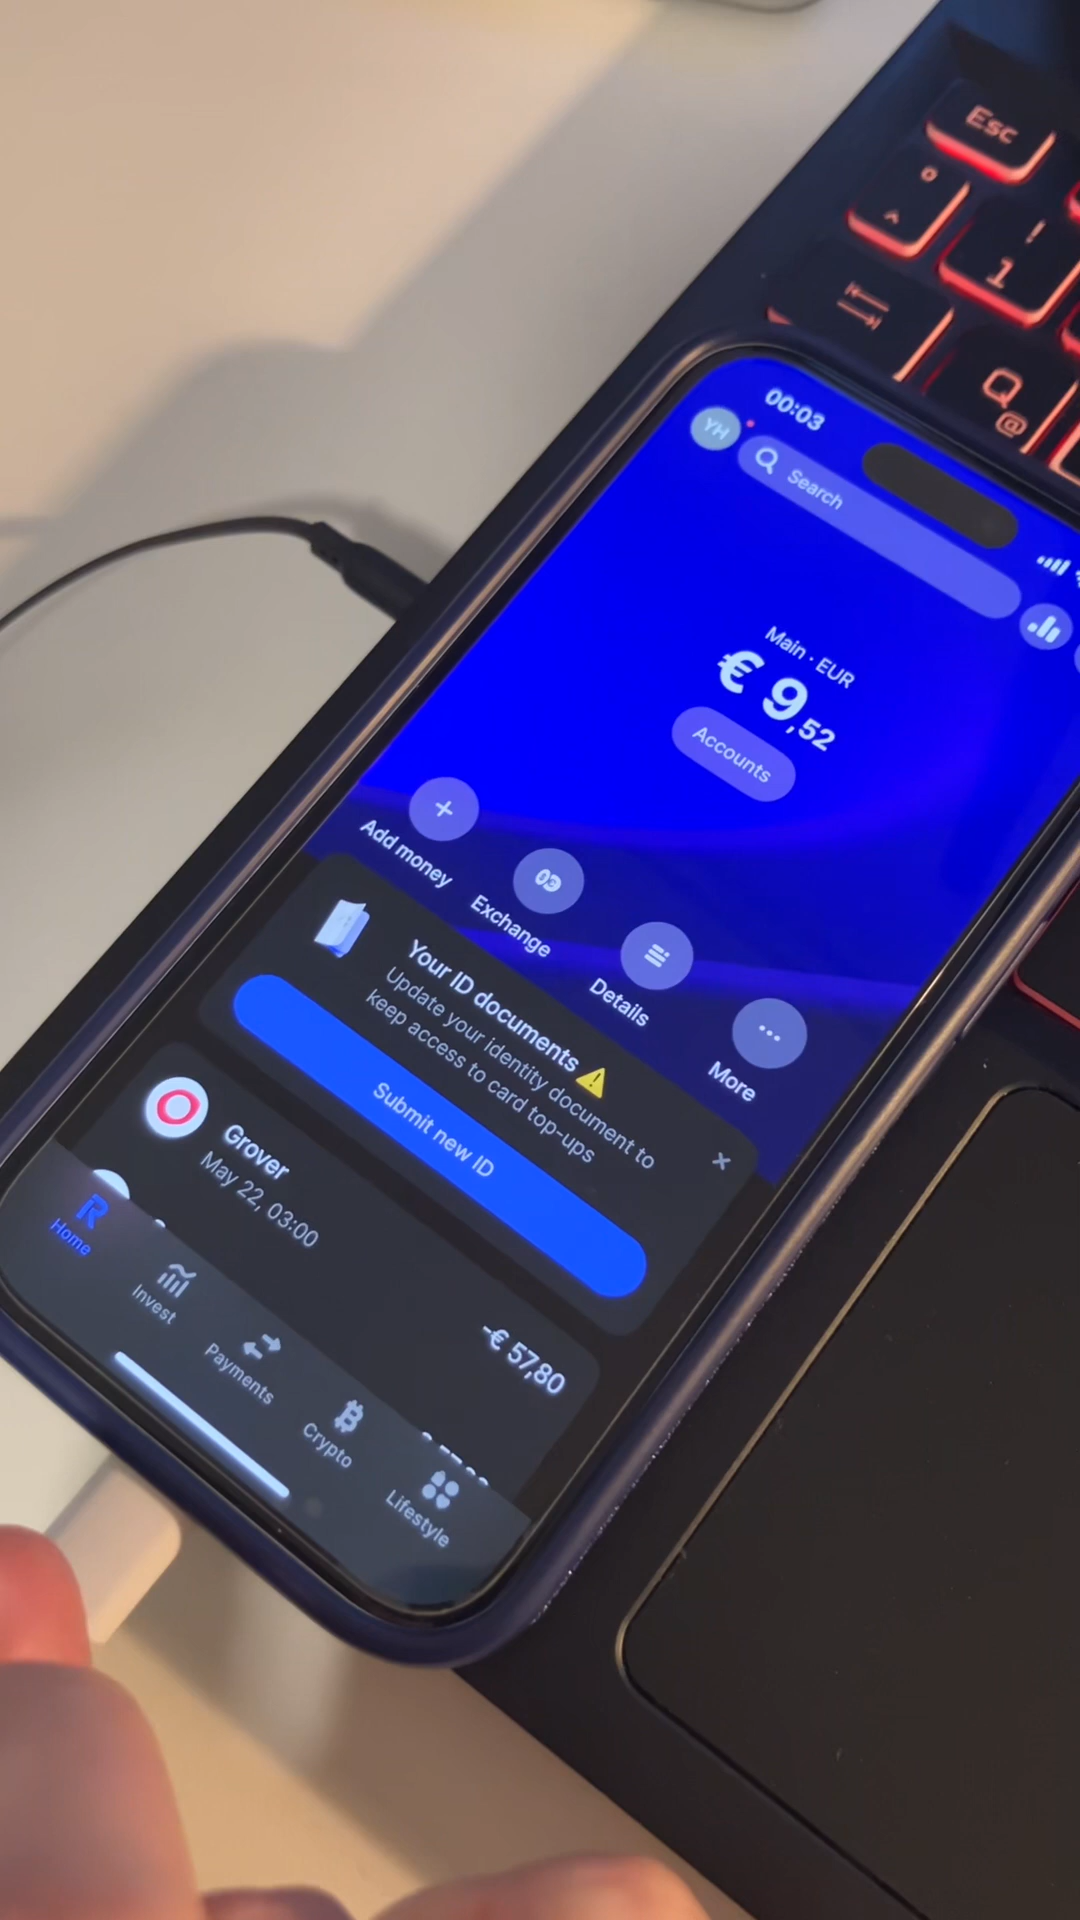 Esc
°
^
!
1
Q
@
00:03
YH
Search
Main · EUR
€ 9,52
Accounts
Add money
Exchange
Details
More
Your ID documents ⚠️
Update your identity document to
keep access to card top-ups
Submit new ID
Grover
May 22, 03:00
-€ 57,80
Home
Invest
Payments
Crypto
Lifestyle